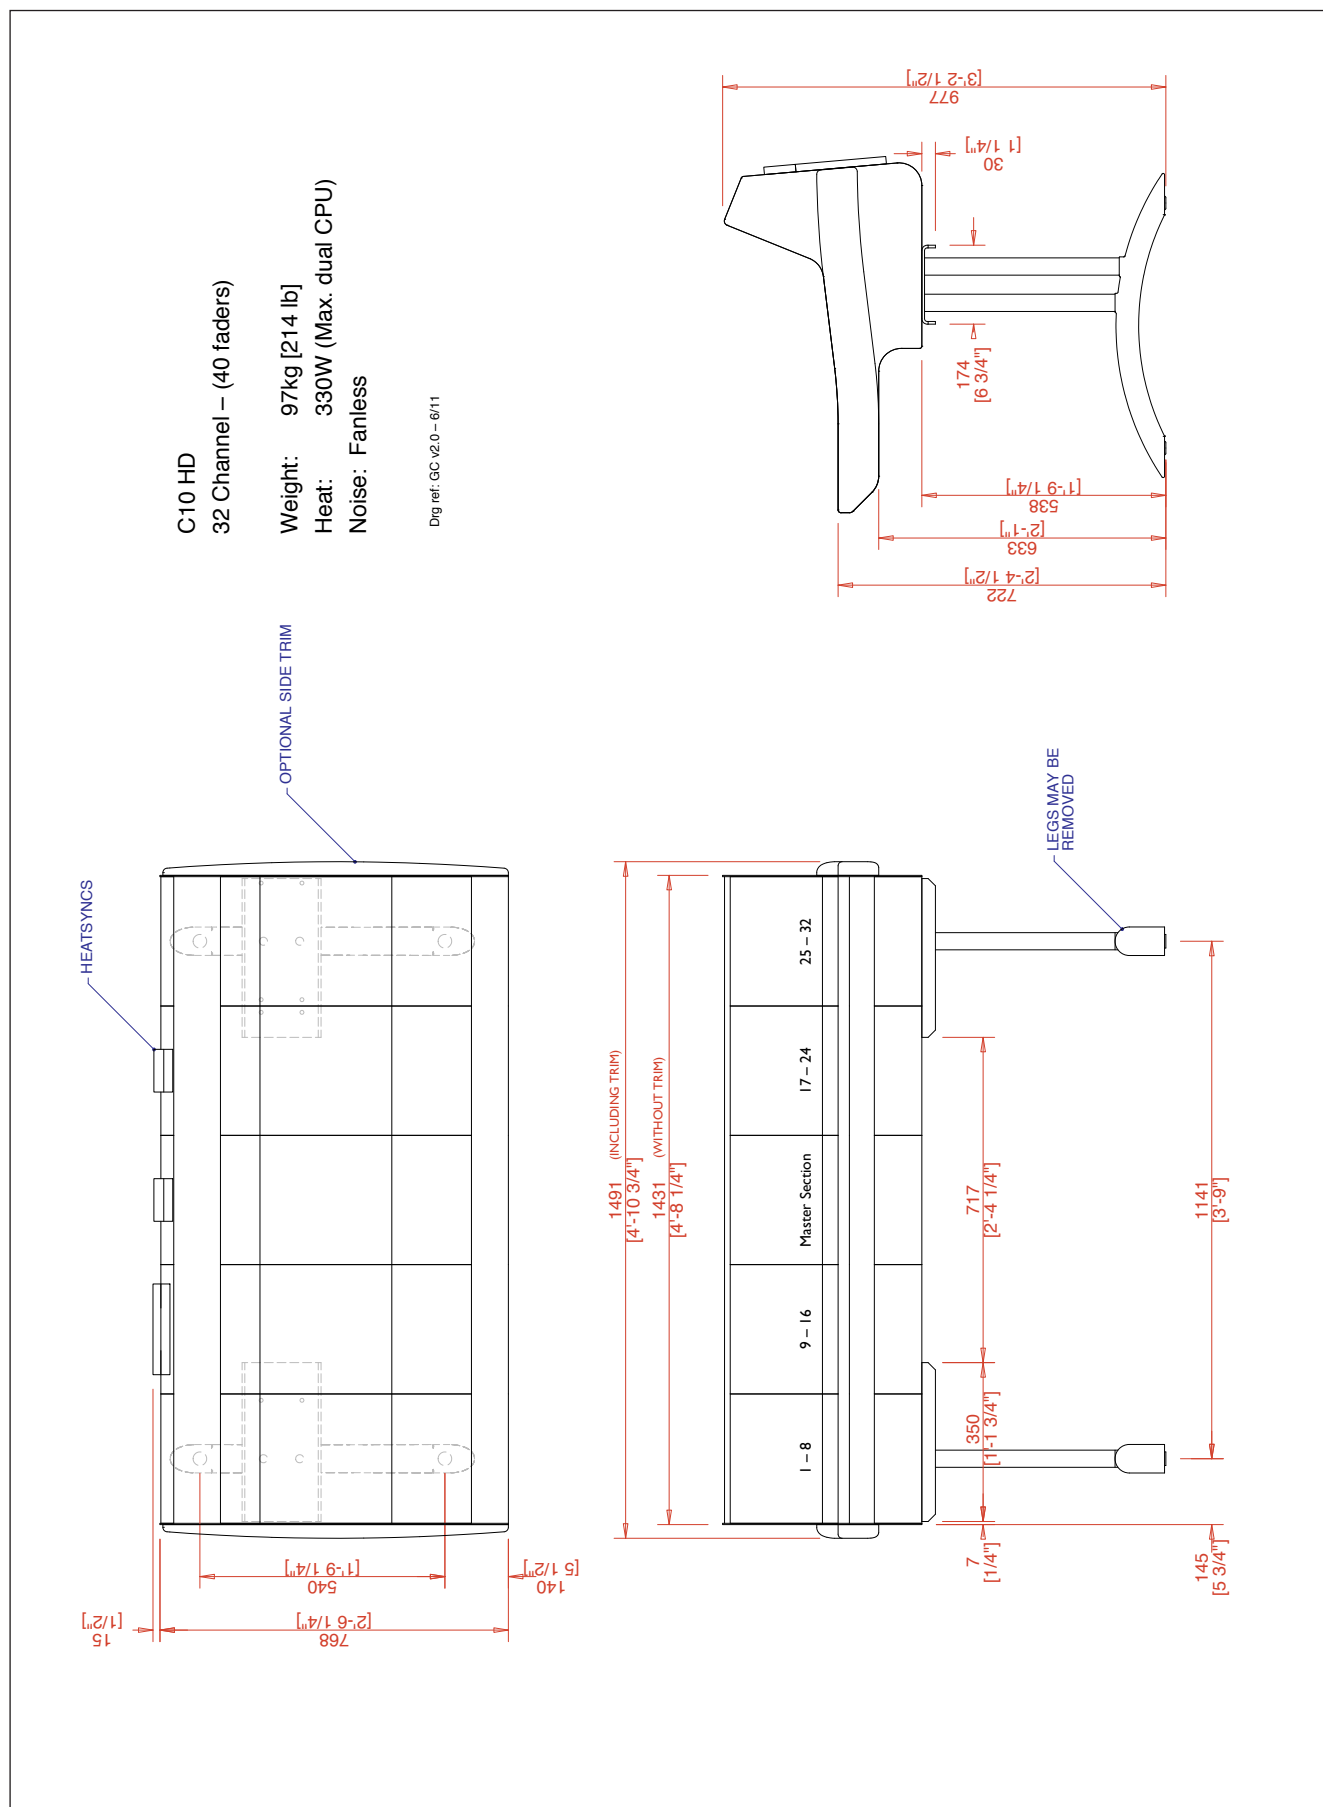 C10 HD
32 Channel – (40 faders)
Weight: 97kg [214 lb]
Heat: 330W (Max. dual CPU)
Noise: Fanless
Drg ref: GC v2.0 – 6/11
HEATSYNCS
OPTIONAL SIDE TRIM
15
[1/2"]
768
[2'-6 1/4"]
540
[1'-9 1/4"]
140
[5 1/2"]
1491 (INCLUDING TRIM)
[4'-10 3/4"]
1431 (WITHOUT TRIM)
[4'-8 1/4"]
1 – 8
9 – 16
Master Section
17 – 24
25 – 32
7
[1/4"]
350
[1'-1 3/4"]
717
[2'-4 1/4"]
145
[5 3/4"]
1141
[3'-9"]
LEGS MAY BE
REMOVED
977
[3'-2 1/2"]
30
[1 1/4"]
174
[6 3/4"]
538
[1'-9 1/4"]
633
[2'-1"]
722
[2'-4 1/2"]